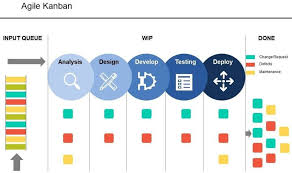 Agile Kanban
INPUT QUEUE
WIP
DONE
Analysis
Design
Develop
Testing
Deploy
Change/Request
Defects
Maintenance